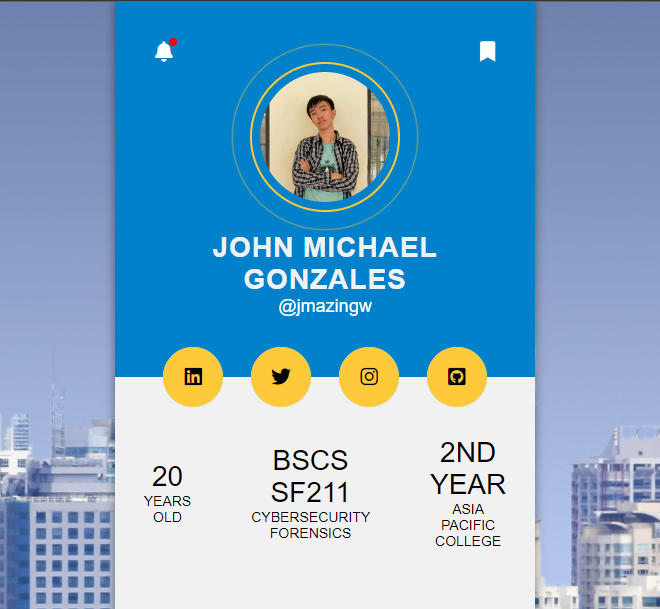 JOHN MICHAEL
GONZALES
@jmazingw
20
YEARS
OLD
BSCS
SF211
CYBERSECURITY
FORENSICS
2ND
YEAR
ASIA
PACIFIC
COLLEGE